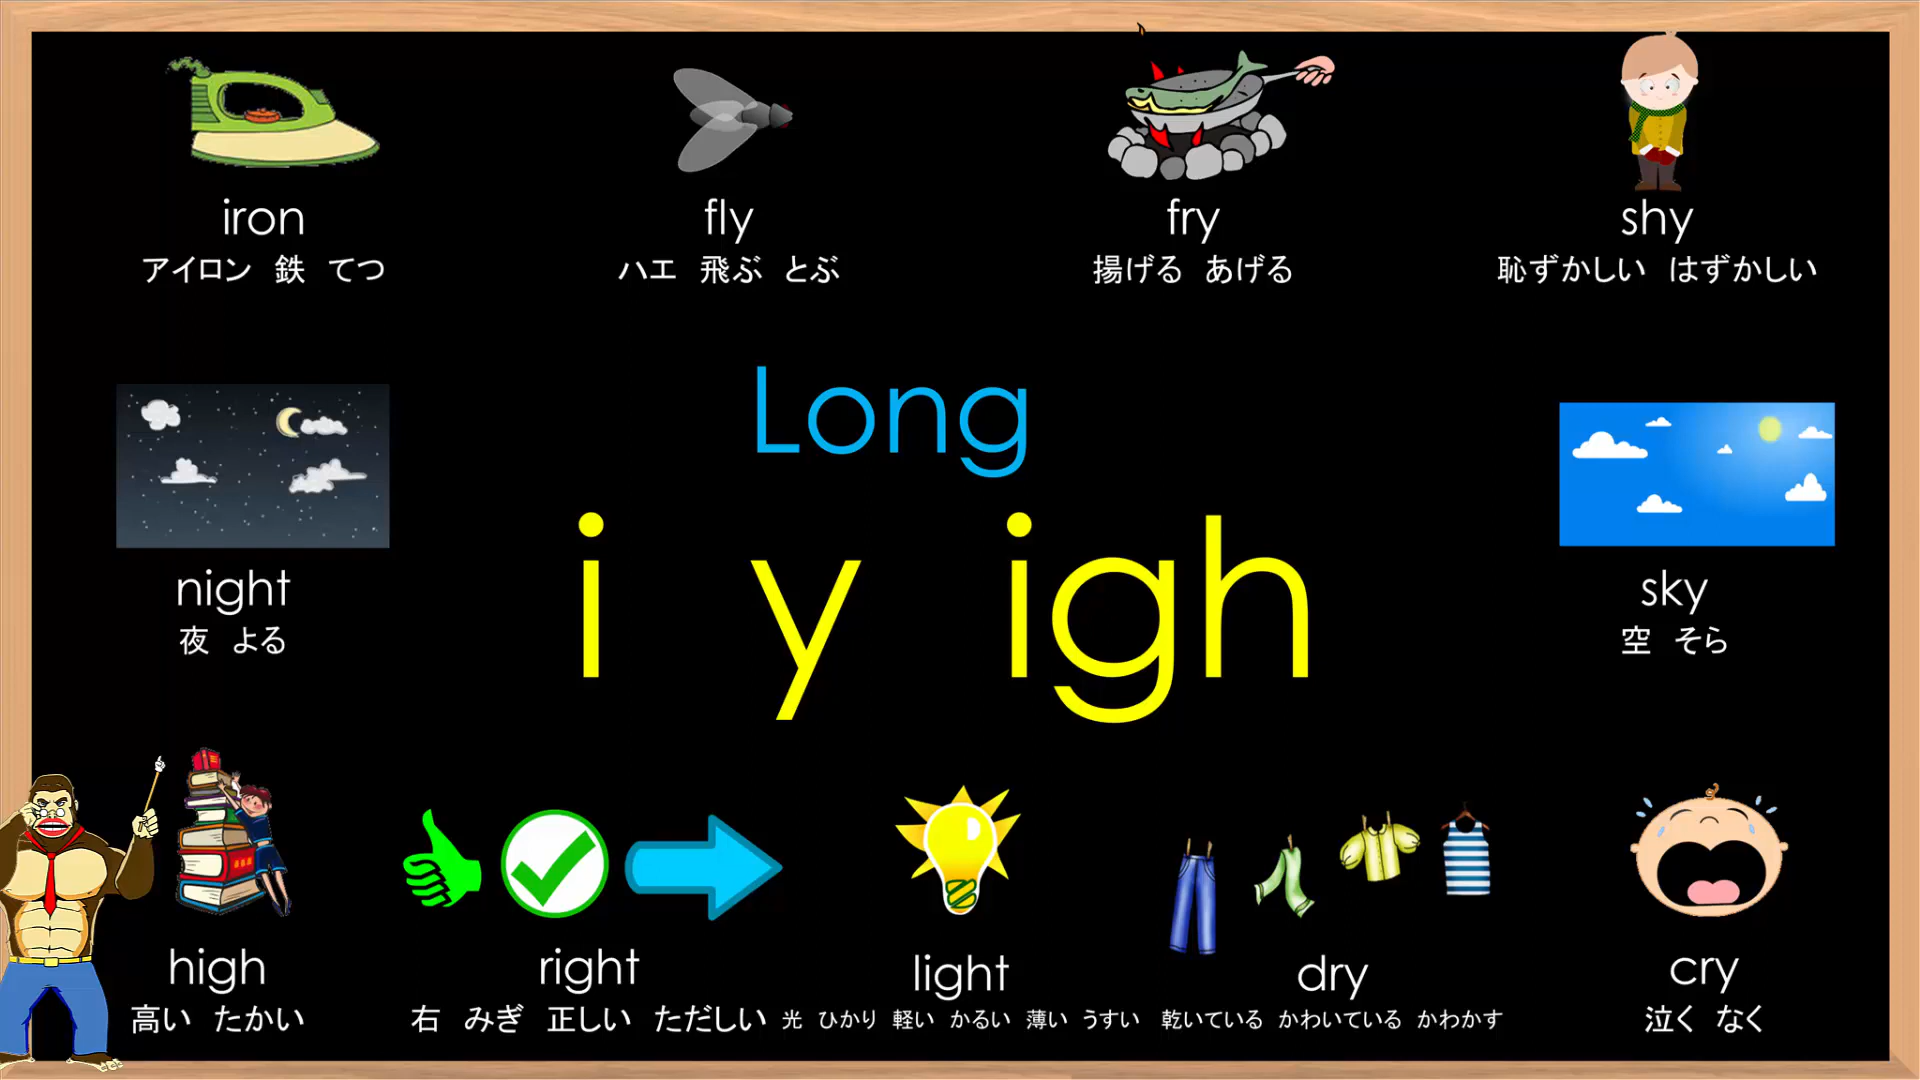 iron
アイロン 鉄 てつ
fly
ハエ 飛ぶ とぶ
fry
揚げる あげる
shy
恥ずかしい はずかしい
Long
i y igh
night
夜 よる
sky
空 そら
high
高い たかい
right
右 みぎ 正しい ただしい
light
光 ひかり 軽い かるい 薄い うすい
dry
乾いている かわいている かわかす
cry
泣く なく